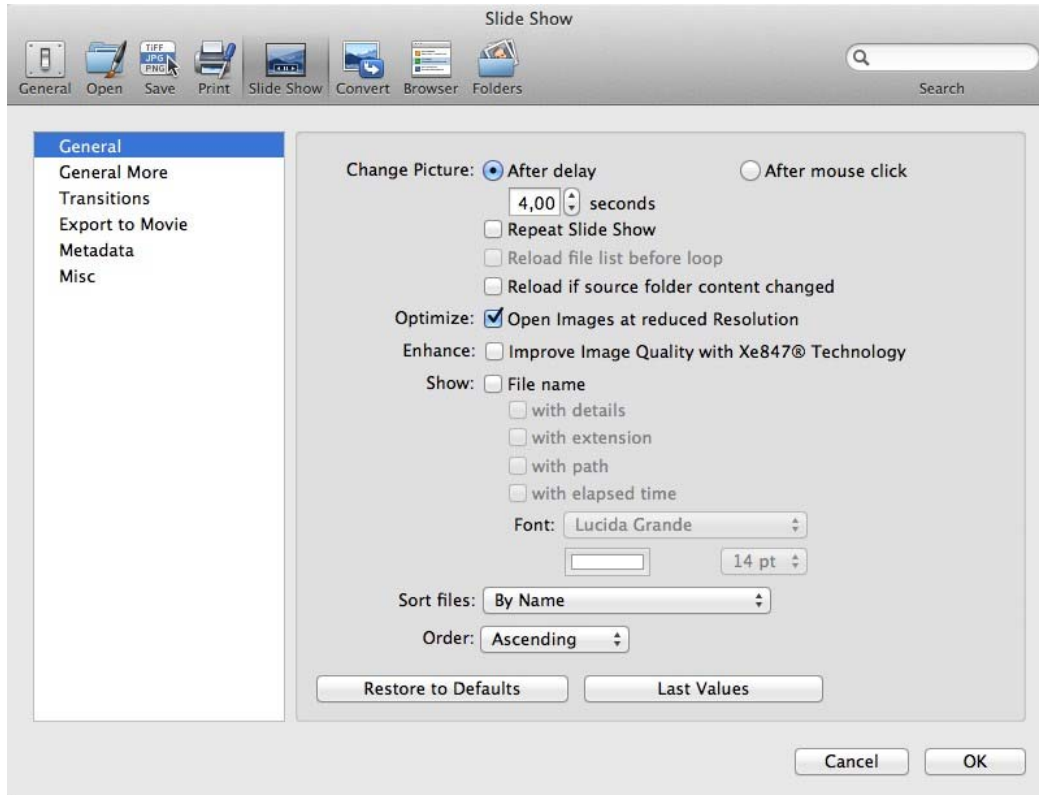 Slide Show
TIFF
JPG
PNG
General Open Save Print Slide Show Convert Browser Folders Search
General
General More
Transitions
Export to Movie
Metadata
Misc
Change Picture: After delay After mouse click
4,00 seconds
Repeat Slide Show
Reload file list before loop
Reload if source folder content changed
Optimize: Open Images at reduced Resolution
Enhance: Improve Image Quality with Xe847® Technology
Show: File name
with details
with extension
with path
with elapsed time
Font: Lucida Grande
14 pt
Sort files: By Name
Order: Ascending
Restore to Defaults Last Values
Cancel OK